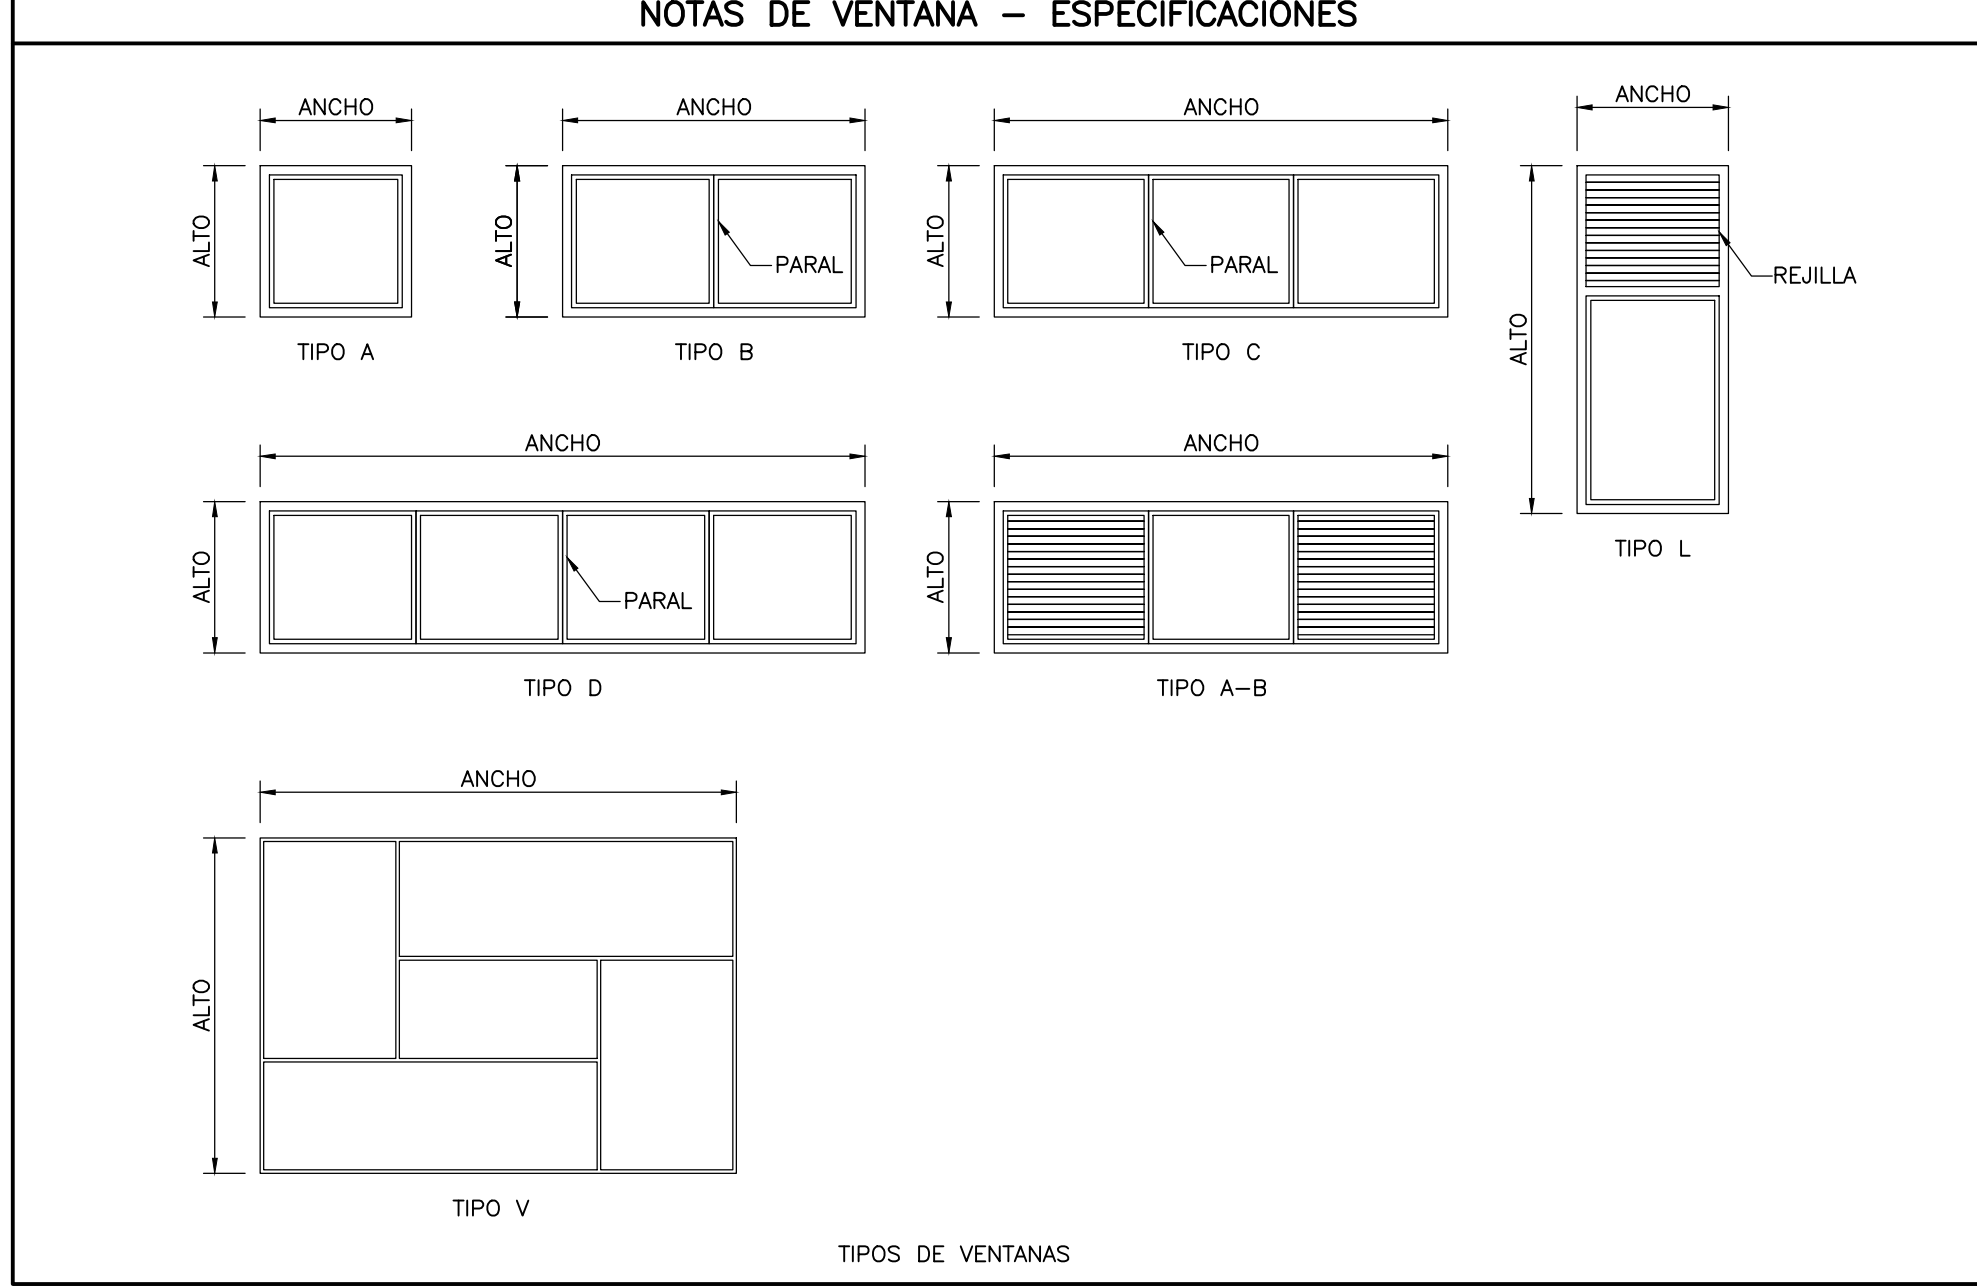 NOTAS DE VENTANA – ESPECIFICACIONES
ANCHO
ALTO
TIPO A
ANCHO
ALTO
PARAL
TIPO B
ANCHO
ALTO
PARAL
TIPO C
ANCHO
ALTO
REJILLA
TIPO L
ANCHO
ALTO
PARAL
TIPO D
ANCHO
ALTO
TIPO A–B
ANCHO
ALTO
TIPO V
TIPOS DE VENTANAS